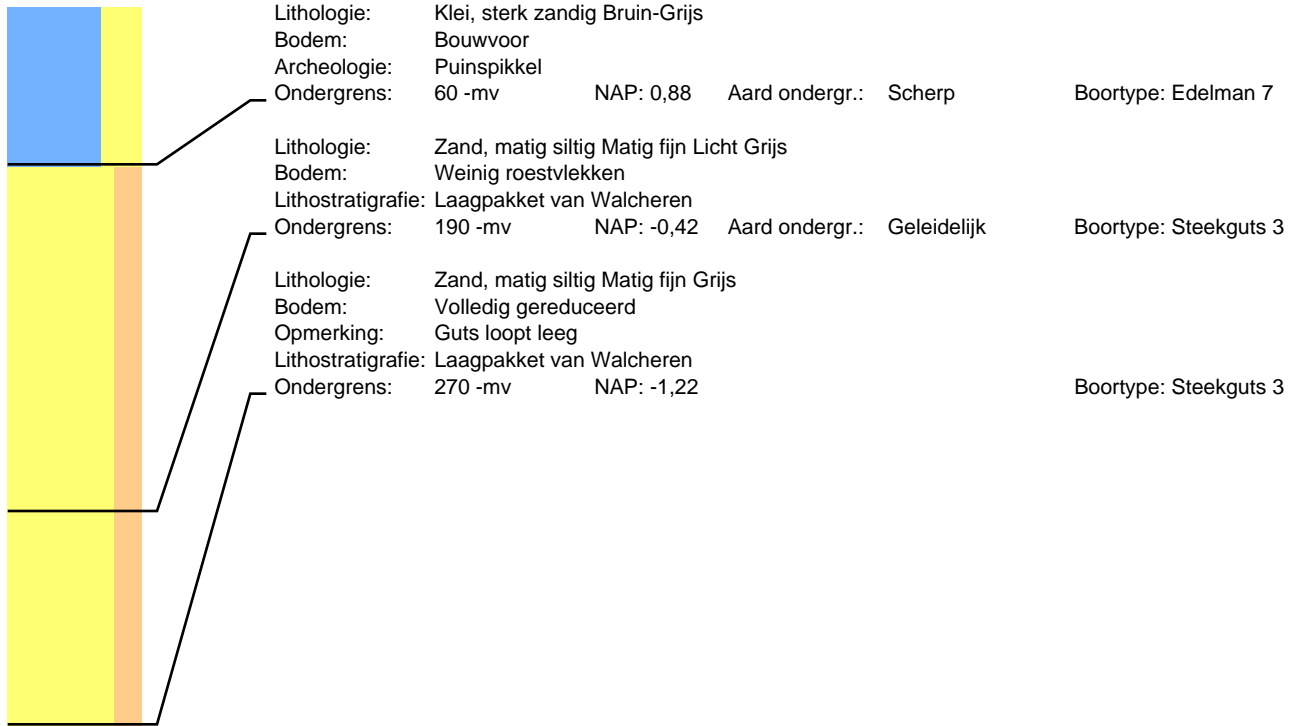 Lithologie: Klei, sterk zandig Bruin-Grijs
Bodem: Bouwvoor
Archeologie: Puinspikkel
Ondergrens: 60 -mv NAP: 0,88 Aard ondergr.: Scherp Boortype: Edelman 7
Lithologie: Zand, matig siltig Matig fijn Licht Grijs
Bodem: Weinig roestvlekken
Lithostratigrafie: Laagpakket van Walcheren
Ondergrens: 190 -mv NAP: -0,42 Aard ondergr.: Geleidelijk Boortype: Steekguts 3
Lithologie: Zand, matig siltig Matig fijn Grijs
Bodem: Volledig gereduceerd
Opmerking: Guts loopt leeg
Lithostratigrafie: Laagpakket van Walcheren
Ondergrens: 270 -mv NAP: -1,22 Boortype: Steekguts 3